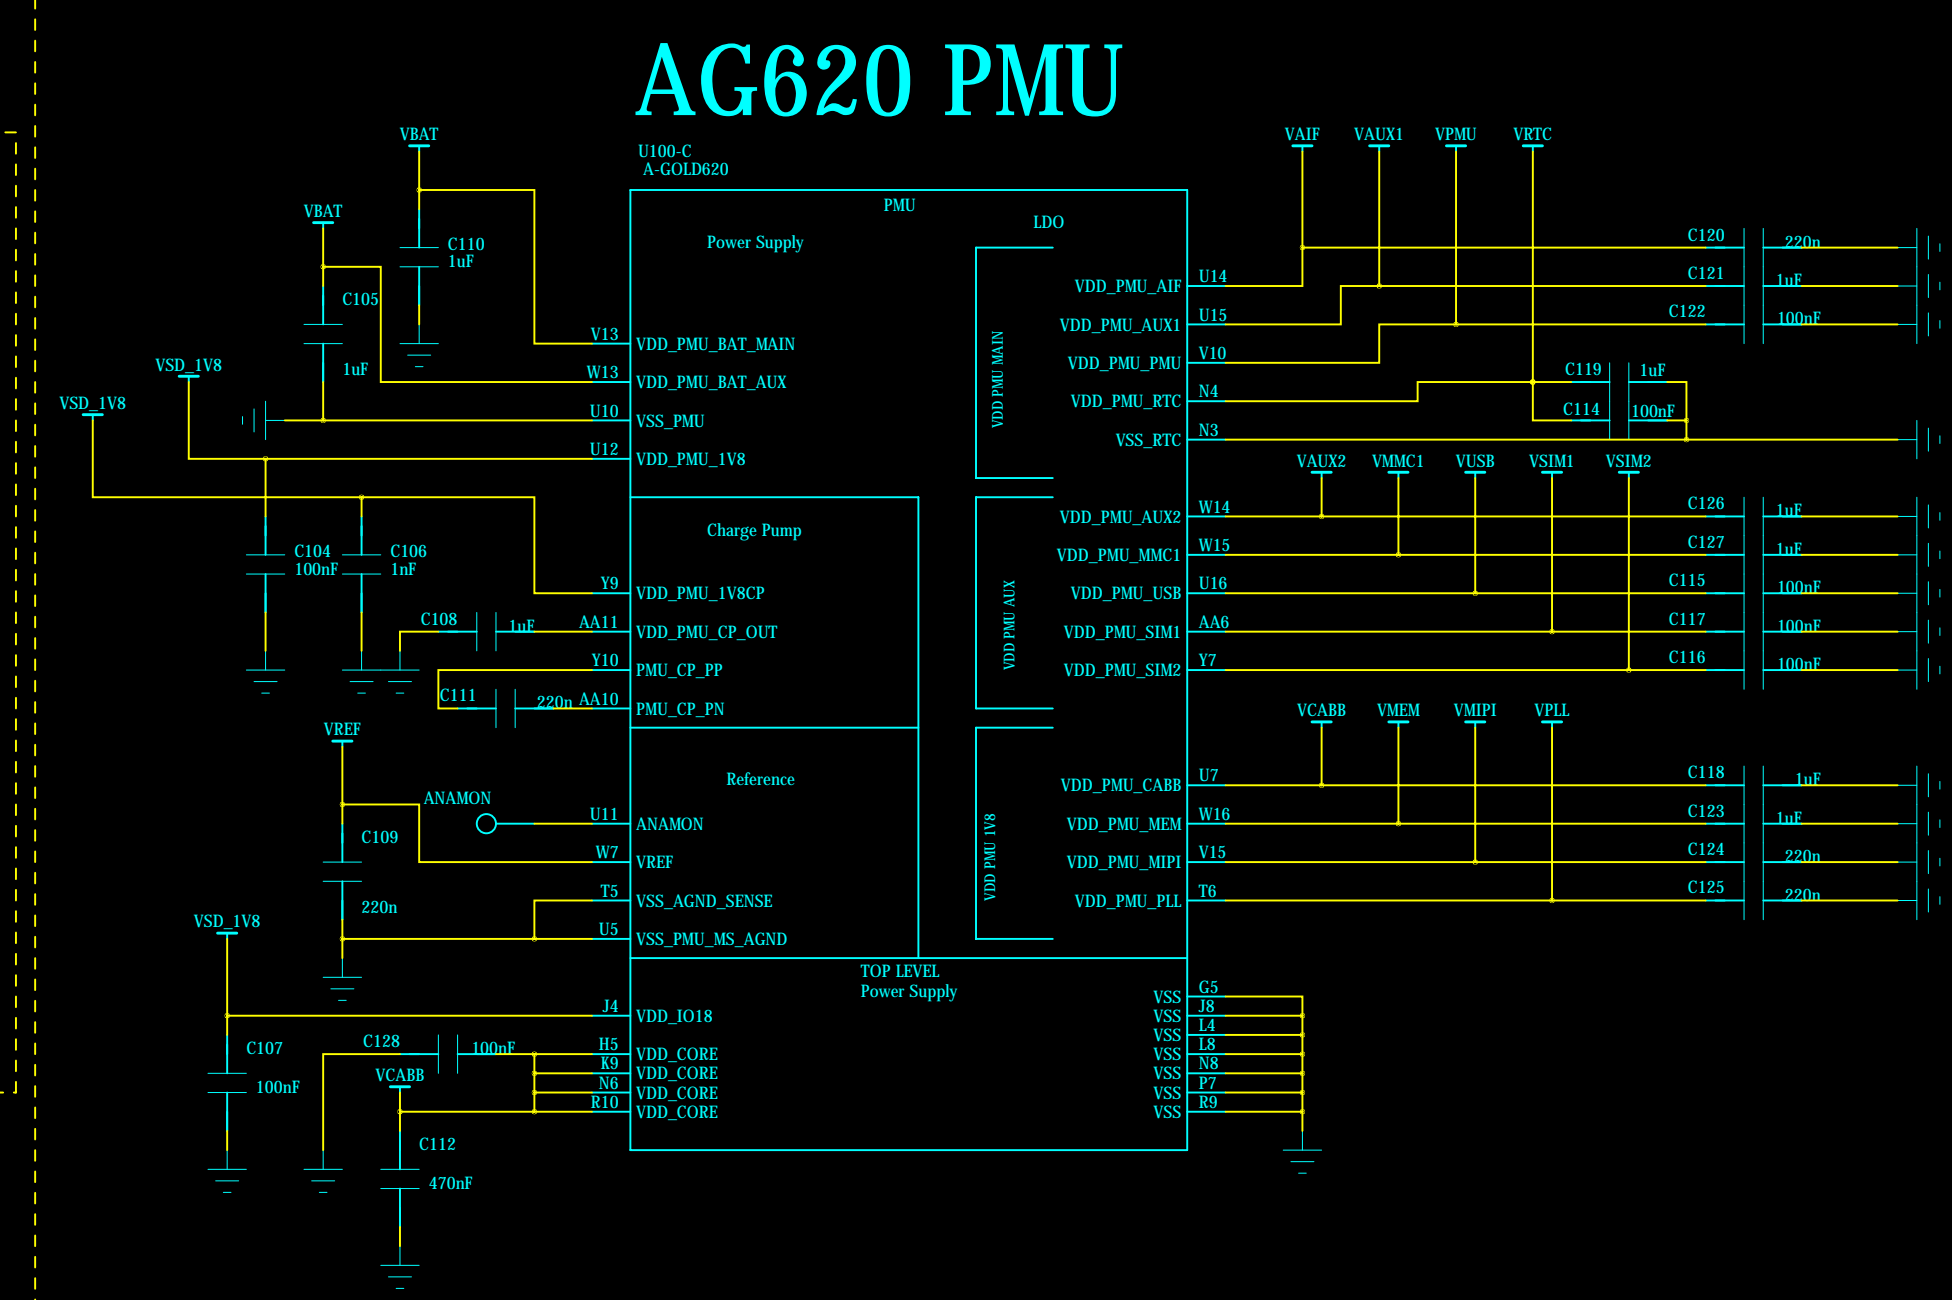 AG620 PMU
U100-C
A-GOLD620
PMU
LDO
Power Supply
VBAT
C110
1uF
VBAT
C105
1uF
VSD_1V8
VSD_1V8
V13 VDD_PMU_BAT_MAIN
W13 VDD_PMU_BAT_AUX
U10 VSS_PMU
U12 VDD_PMU_1V8
C104
100nF
C106
1nF
Charge Pump
Y9 VDD_PMU_1V8CP
C108 1uF AA11 VDD_PMU_CP_OUT
Y10 PMU_CP_PP
C111 220n AA10 PMU_CP_PN
VREF
Reference
ANAMON
U11 ANAMON
C109
220n
W7 VREF
T5 VSS_AGND_SENSE
U5 VSS_PMU_MS_AGND
VSD_1V8
TOP LEVEL
Power Supply
J4 VDD_IO18
C107
100nF
C128 100nF H5 VDD_CORE
K9 VDD_CORE
N6 VDD_CORE
R10 VDD_CORE
VCABB
C112
470nF
VAIF VAUX1 VPMU VRTC
VDD PMU MAIN
VDD_PMU_AIF U14
VDD_PMU_AUX1 U15
VDD_PMU_PMU V10
VDD_PMU_RTC N4
VSS_RTC N3
C120 220n
C121 1uF
C122 100nF
C119 1uF
C114 100nF
VAUX2 VMMC1 VUSB VSIM1 VSIM2
VDD PMU AUX
VDD_PMU_AUX2 W14 C126 1uF
VDD_PMU_MMC1 W15 C127 1uF
VDD_PMU_USB U16 C115 100nF
VDD_PMU_SIM1 AA6 C117 100nF
VDD_PMU_SIM2 Y7 C116 100nF
VCABB VMEM VMIPI VPLL
VDD PMU 1V8
VDD_PMU_CABB U7 C118 1uF
VDD_PMU_MEM W16 C123 1uF
VDD_PMU_MIPI V15 C124 220n
VDD_PMU_PLL T6 C125 220n
VSS G5
VSS J8
VSS L4
VSS L8
VSS N8
VSS P7
VSS R9